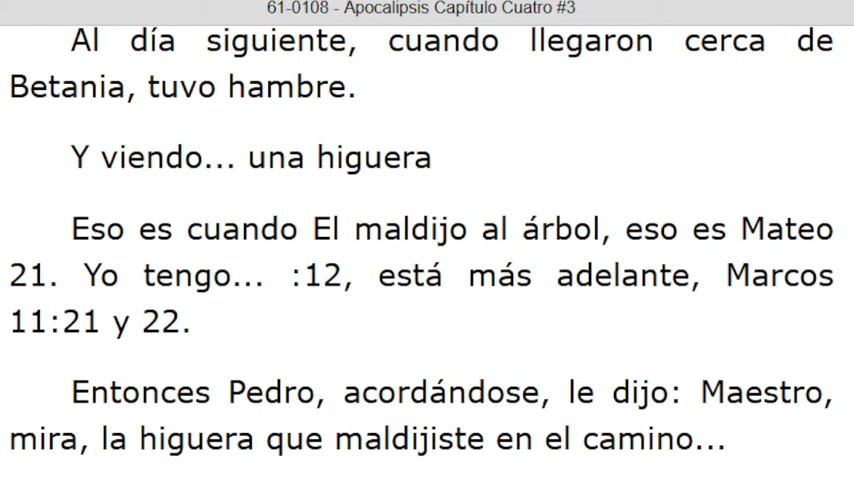 61-0108 - Apocalipsis Capítulo Cuatro #3
Al día siguiente, cuando llegaron cerca de
Betania, tuvo hambre.
Y viendo... una higuera
Eso es cuando El maldijo al árbol, eso es Mateo
21. Yo tengo... :12, está más adelante, Marcos
11:21 y 22.
Entonces Pedro, acordándose, le dijo: Maestro,
mira, la higuera que maldijiste en el camino...